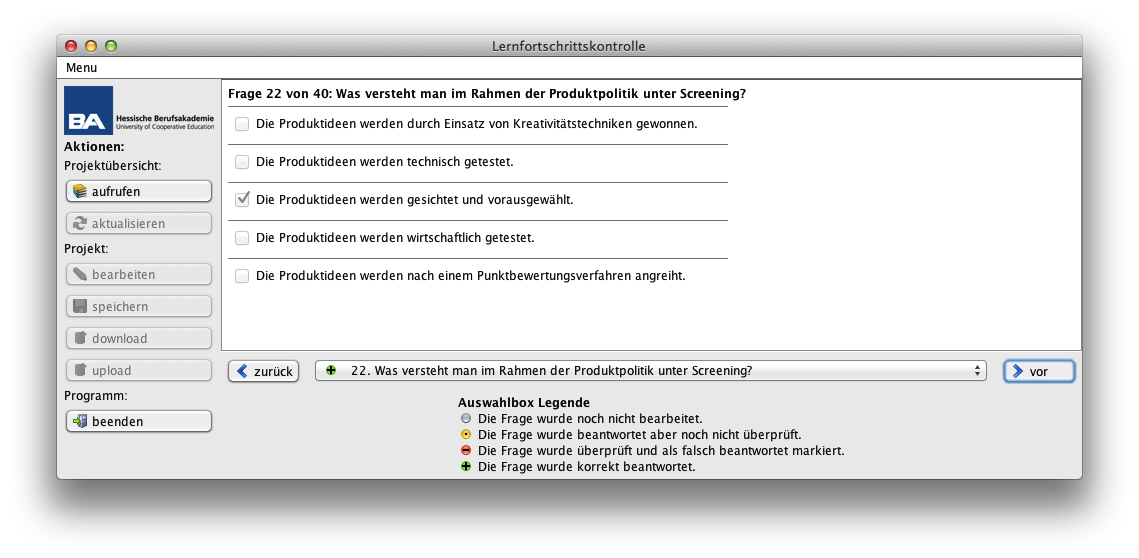 Lernfortschrittskontrolle
Menu
BA Hessische Berufsakademie
University of Cooperative Education
Aktionen:
Projektübersicht:
aufrufen
aktualisieren
Projekt:
bearbeiten
speichern
download
upload
Programm:
beenden
Frage 22 von 40: Was versteht man im Rahmen der Produktpolitik unter Screening?
Die Produktideen werden durch Einsatz von Kreativitätstechniken gewonnen.
Die Produktideen werden technisch getestet.
Die Produktideen werden gesichtet und vorausgewählt.
Die Produktideen werden wirtschaftlich getestet.
Die Produktideen werden nach einem Punktbewertungsverfahren angreiht.
zurück
22. Was versteht man im Rahmen der Produktpolitik unter Screening?
vor
Auswahlbox Legende
Die Frage wurde noch nicht bearbeitet.
Die Frage wurde beantwortet aber noch nicht überprüft.
Die Frage wurde überprüft und als falsch beantwortet markiert.
Die Frage wurde korrekt beantwortet.